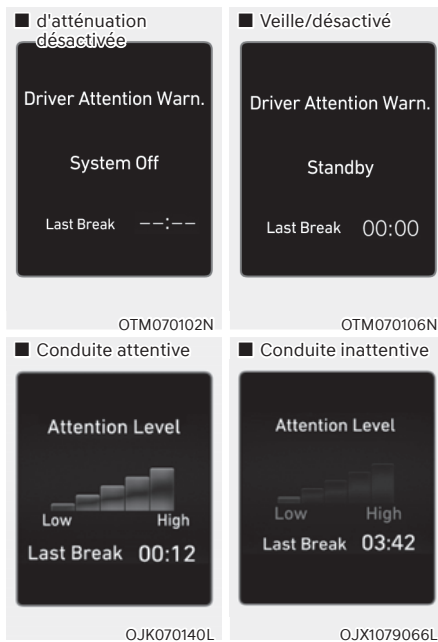 ■ d'atténuation
désactivée
Driver Attention Warn.
System Off
Last Break --:--
OTM070102N
■ Veille/désactivé
Driver Attention Warn.
Standby
Last Break 00:00
OTM070106N
■ Conduite attentive
Attention Level
Low High
Last Break 00:12
OJK070140L
■ Conduite inattentive
Attention Level
Low High
Last Break 03:42
OJX1079066L